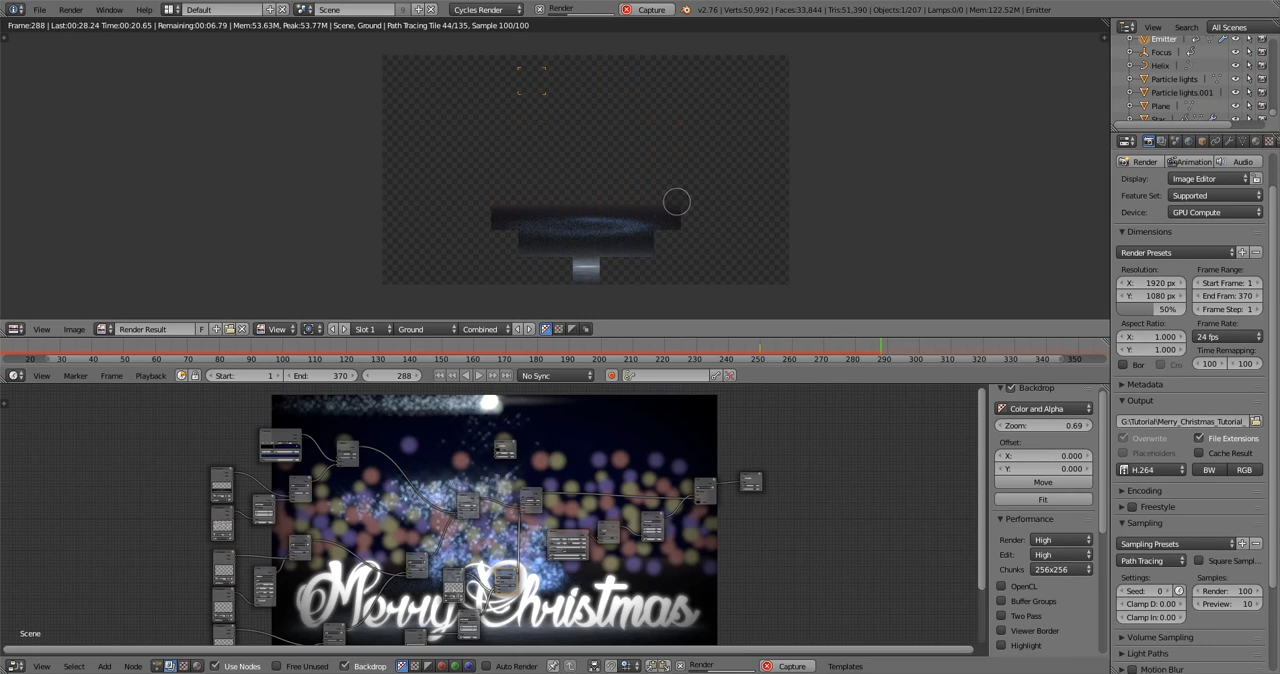 File Render Window Help Default Scene 9 Cycles Render Render Capture v2.76 | Verts:50,992 | Faces:33,844 | Tris:51,390 | Objects:1/207 | Lamps:0/0 | Mem:122.52M | Emitter
Frame:288 | Last:00:28.24 Time:00:20.65 | Remaining:00:06.79 | Mem:53.63M, Peak:53.77M | Scene, Ground | Path Tracing Tile 44/135, Sample 100/100
View Search All Scenes
Emitter
Focus
Helix
Particle lights
Particle lights.001
Plane
Star
Render Animation Audio
Display: Image Editor
Feature Set: Supported
Device: GPU Compute
Dimensions
Render Presets
Resolution: Frame Range:
X: 1920 px Start Frame: 1
Y: 1080 px End Fram: 370
50% Frame Step: 1
Aspect Ratio: Frame Rate:
X: 1.000 24 fps
Y: 1.000 Time Remapping:
Bor Cro 100 100
Metadata
Output
G:\Tutorial\Merry_Christmas_Tutorial_
Overwrite File Extensions
Placeholders Cache Result
H.264 BW RGB
Encoding
Freestyle
Sampling
Sampling Presets
Path Tracing Square Sampl...
Settings: Samples:
Seed: 0 Render: 100
Clamp D: 0.00 Preview: 10
Clamp In: 0.00
Volume Sampling
Light Paths
Motion Blur
View Image Render Result F View Slot 1 Ground Combined
20 30 40 50 60 70 80 90 100 110 120 130 140 150 160 170 180 190 200 210 220 230 240 250 260 270 280 290 300 310 320 330 340 350
View Marker Frame Playback Start: 1 End: 370 288 No Sync
Backdrop
Color and Alpha
Zoom: 0.69
Offset:
X: 0.000
Y: 0.000
Move
Fit
Performance
Render: High
Edit: High
Chunks 256x256
OpenCL
Buffer Groups
Two Pass
Viewer Border
Highlight
Merry Christmas
Scene
View Select Add Node Use Nodes Free Unused Backdrop Auto Render Render Capture Templates